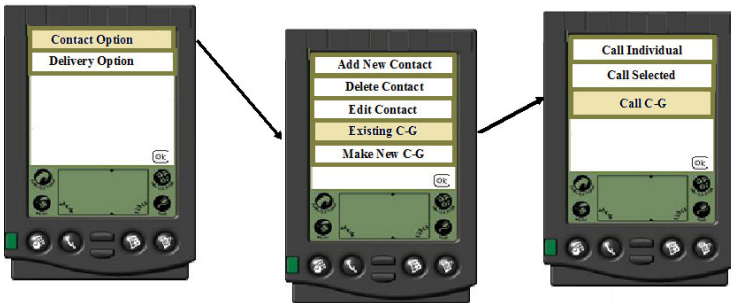 Contact Option
Delivery Option
Ok
Add New Contact
Delete Contact
Edit Contact
Existing C-G
Make New C-G
Ok
Call Individual
Call Selected
Call C-G
Ok